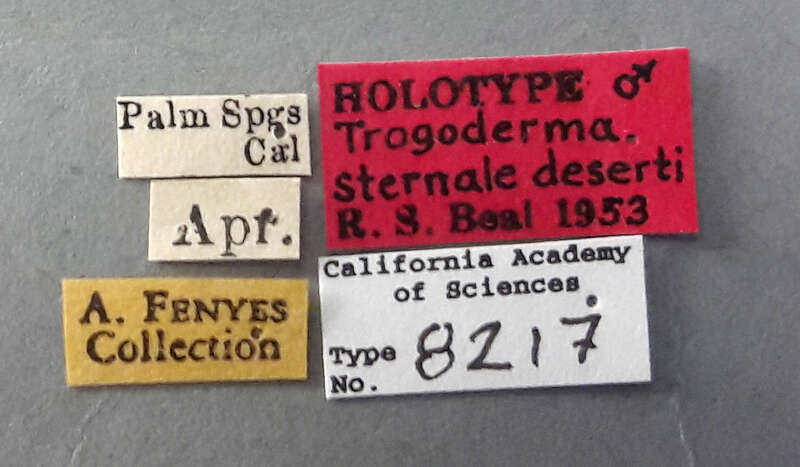 Palm Spgs
Cal
Apr.
A. FENYES
Collection
HOLOTYPE ♂
Trogoderma.
sternale deserti
R. S. Beal 1953
California Academy
of Sciences
Type
No. 8217